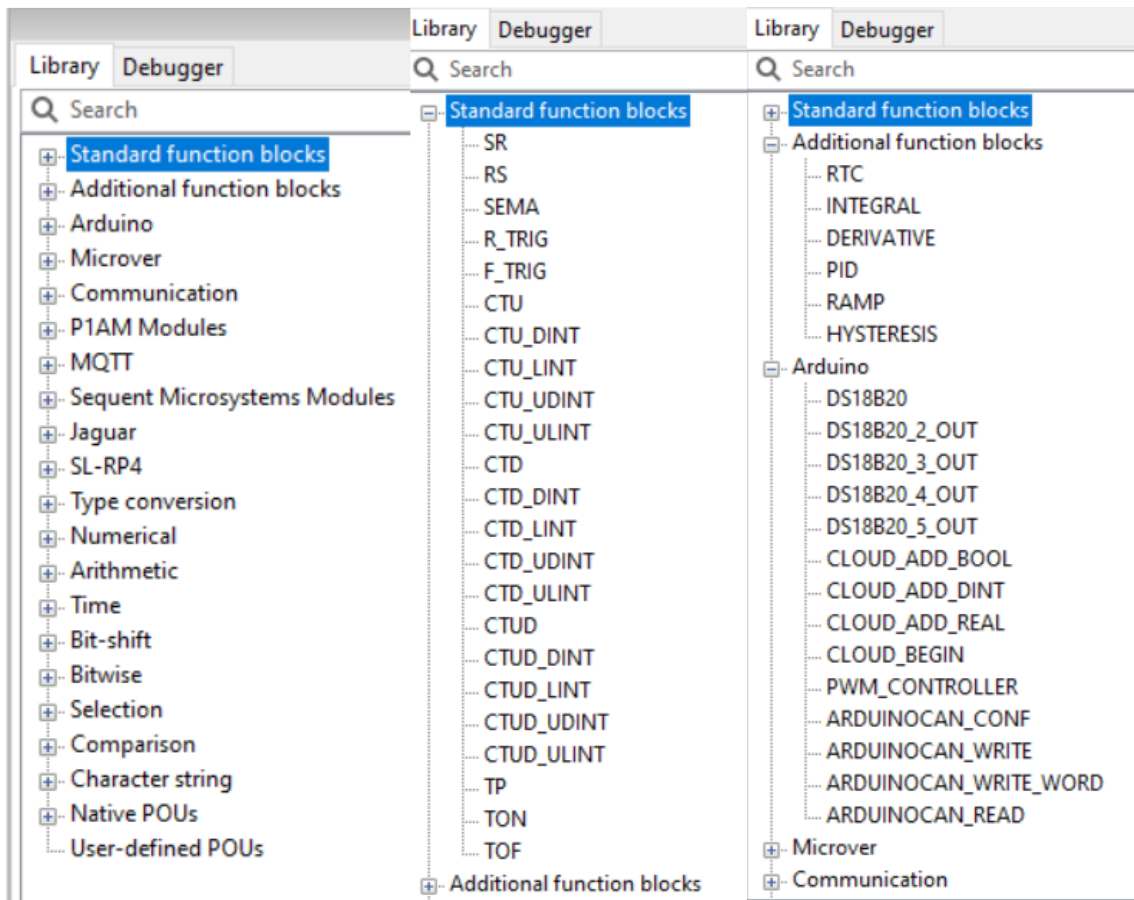 Library Debugger
Search
Standard function blocks
Additional function blocks
Arduino
Microver
Communication
P1AM Modules
MQTT
Sequent Microsystems Modules
Jaguar
SL-RP4
Type conversion
Numerical
Arithmetic
Time
Bit-shift
Bitwise
Selection
Comparison
Character string
Native POUs
User-defined POUs
Library Debugger
Search
Standard function blocks
SR
RS
SEMA
R_TRIG
F_TRIG
CTU
CTU_DINT
CTU_LINT
CTU_UDINT
CTU_ULINT
CTD
CTD_DINT
CTD_LINT
CTD_UDINT
CTD_ULINT
CTUD
CTUD_DINT
CTUD_LINT
CTUD_UDINT
CTUD_ULINT
TP
TON
TOF
Additional function blocks
Library Debugger
Search
Standard function blocks
Additional function blocks
RTC
INTEGRAL
DERIVATIVE
PID
RAMP
HYSTERESIS
Arduino
DS18B20
DS18B20_2_OUT
DS18B20_3_OUT
DS18B20_4_OUT
DS18B20_5_OUT
CLOUD_ADD_BOOL
CLOUD_ADD_DINT
CLOUD_ADD_REAL
CLOUD_BEGIN
PWM_CONTROLLER
ARDUINOCAN_CONF
ARDUINOCAN_WRITE
ARDUINOCAN_WRITE_WORD
ARDUINOCAN_READ
Microver
Communication